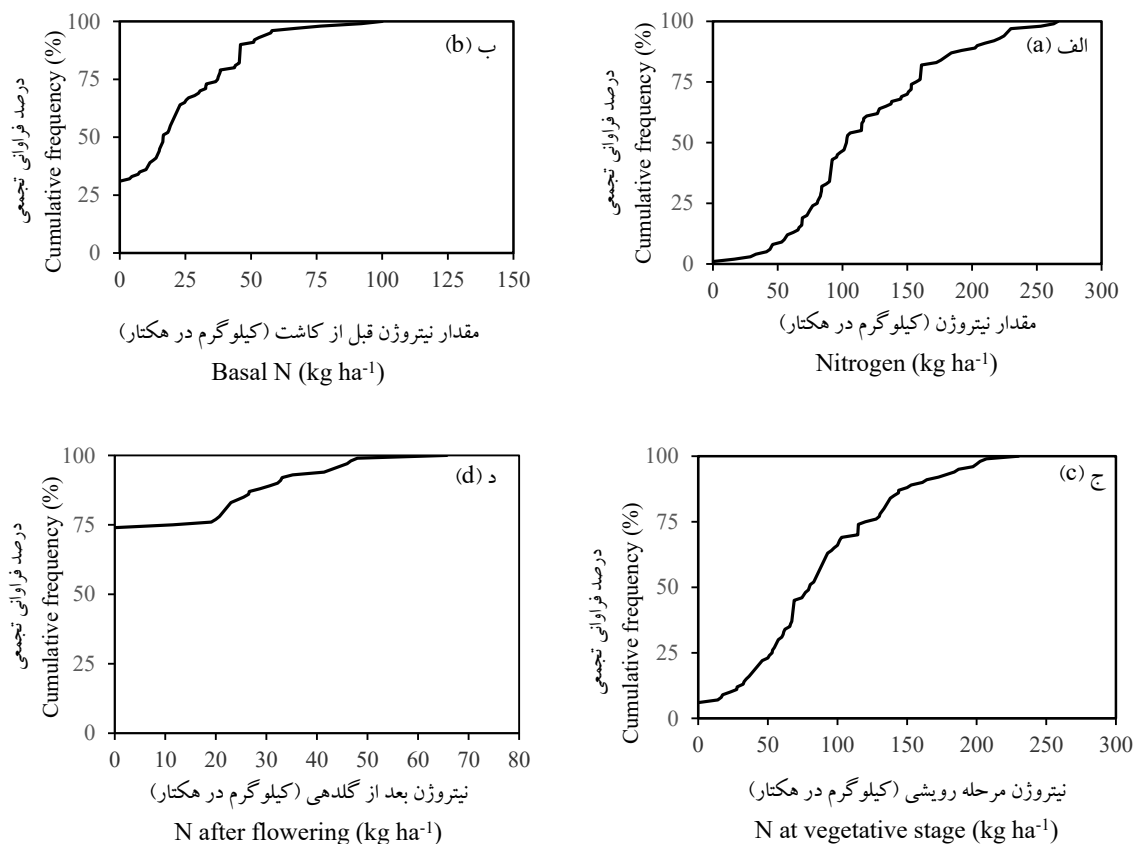 ب (b)
100
75
50
25
0
0 25 50 75 100 125 150
درصد فراوانی تجمعی
Cumulative frequency (%)
مقدار نیتروژن قبل از کاشت (کیلوگرم در هکتار)
Basal N (kg ha-1)
الف (a)
100
75
50
25
0
0 50 100 150 200 250 300
درصد فراوانی تجمعی
Cumulative frequency (%)
مقدار نیتروژن (کیلوگرم در هکتار)
Nitrogen (kg ha-1)
د (d)
100
75
50
25
0
0 10 20 30 40 50 60 70 80
درصد فراوانی تجمعی
Cumulative frequency (%)
نیتروژن بعد از گلدهی (کیلوگرم در هکتار)
N after flowering (kg ha-1)
ج (c)
100
75
50
25
0
0 50 100 150 200 250 300
درصد فراوانی تجمعی
Cumulative frequency (%)
نیتروژن مرحله رویشی (کیلوگرم در هکتار)
N at vegetative stage (kg ha-1)